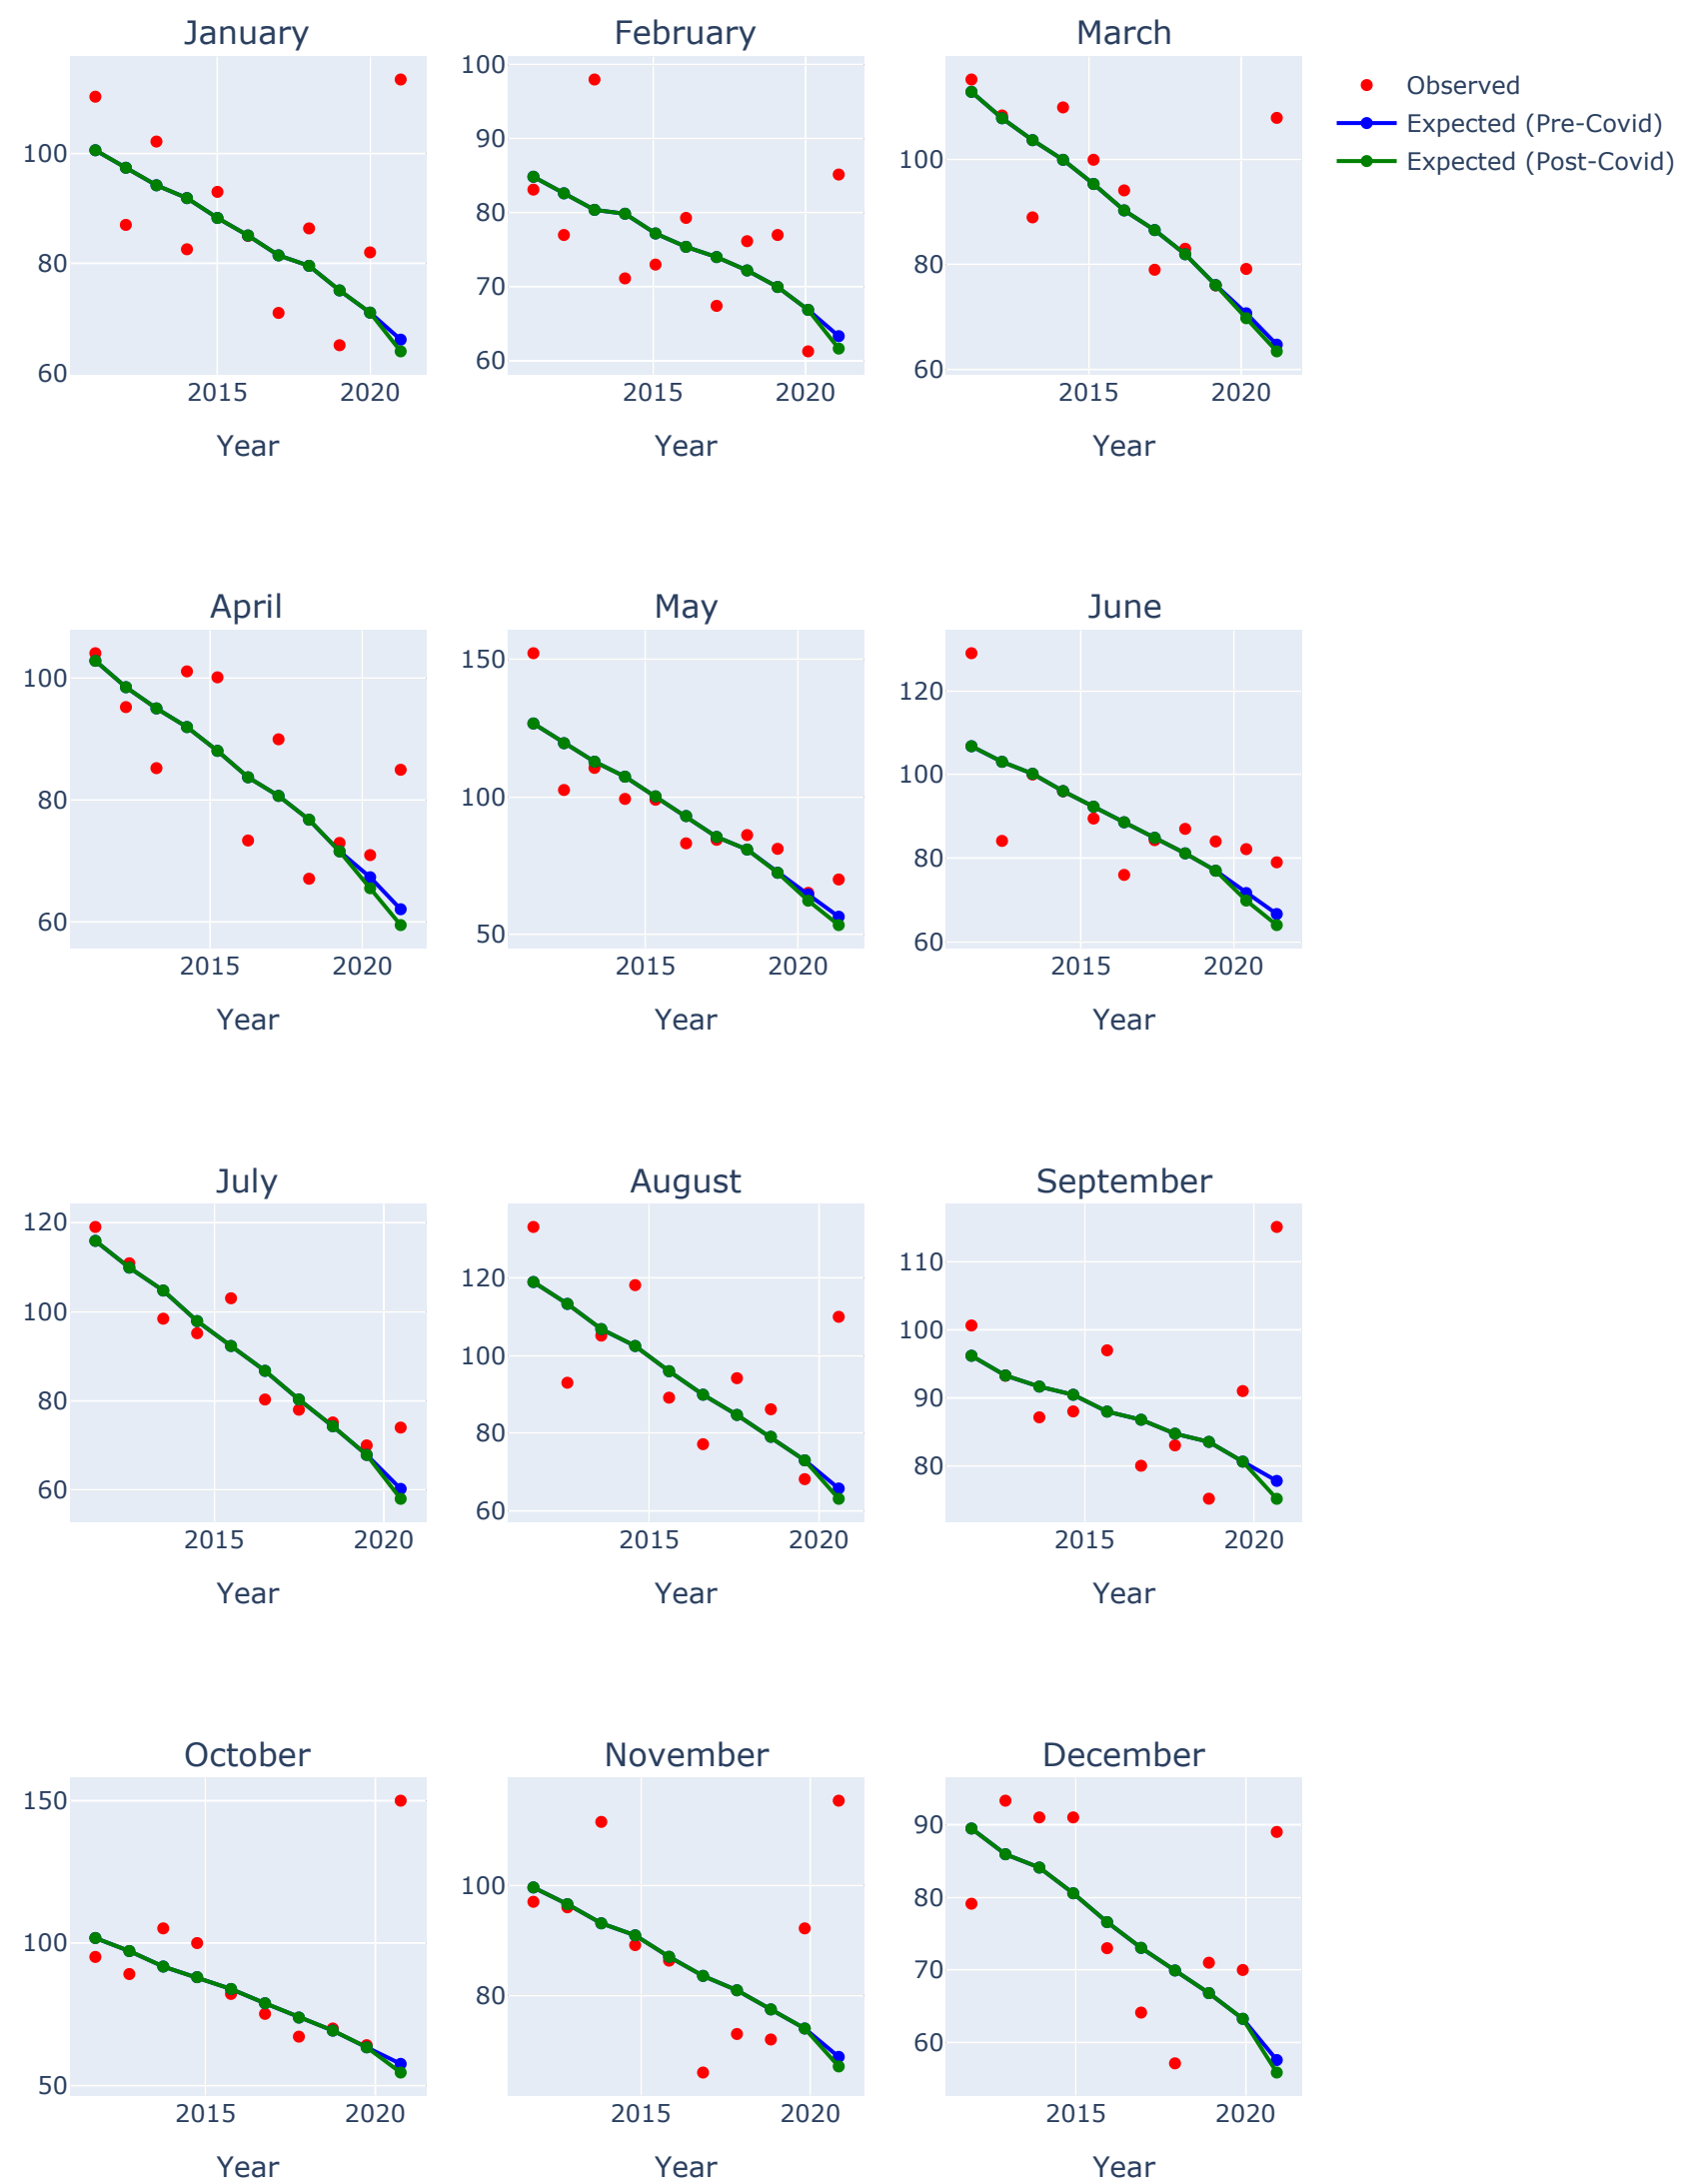 January
February
March
100
80
60
100
90
80
70
60
100
80
60
2015
2020
2015
2020
2015
2020
Year
Year
Year
Observed
Expected (Pre-Covid)
Expected (Post-Covid)
April
May
June
100
80
60
150
100
50
120
100
80
60
2015
2020
2015
2020
2015
2020
Year
Year
Year
July
August
September
120
100
80
60
120
100
80
60
110
100
90
80
2015
2020
2015
2020
2015
2020
Year
Year
Year
October
November
December
150
100
50
100
80
90
80
70
60
2015
2020
2015
2020
2015
2020
Year
Year
Year